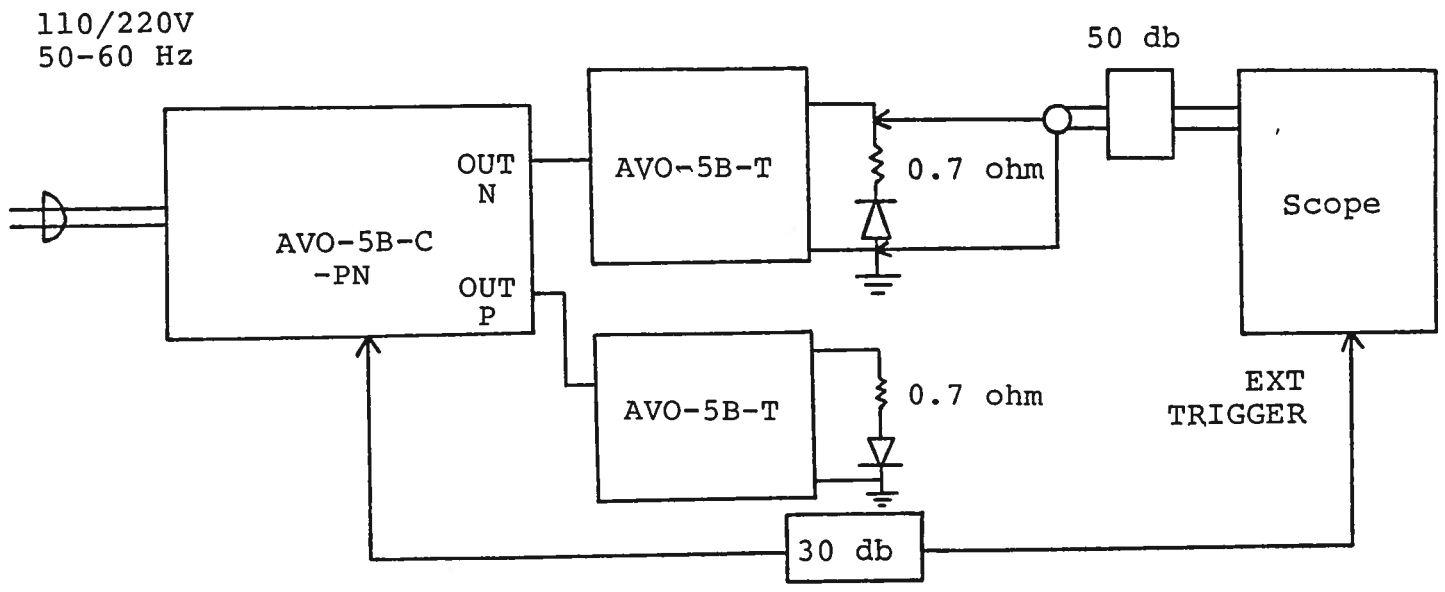 110/220V
50-60 Hz
50 db
OUT
N
AVO-5B-T
0.7 ohm
Scope
AVO-5B-C
-PN
OUT
P
AVO-5B-T
0.7 ohm
EXT
TRIGGER
30 db